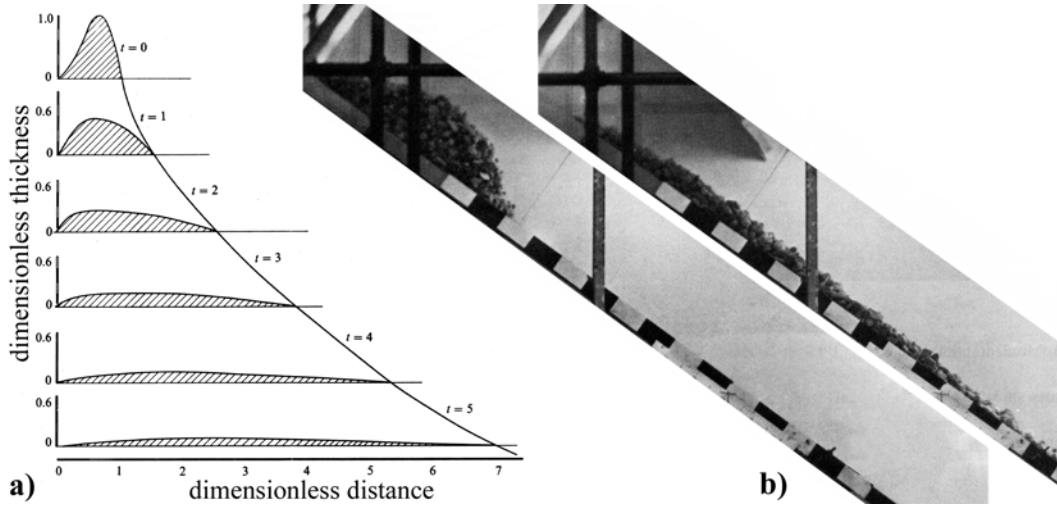 1.0
0
t = 0
0.6
0
t = 1
0.6
0
t = 2
0.6
0
t = 3
0.6
0
t = 4
0.6
0
t = 5
0 1 2 3 4 5 6 7
dimensionless thickness
dimensionless distance
a)
b)